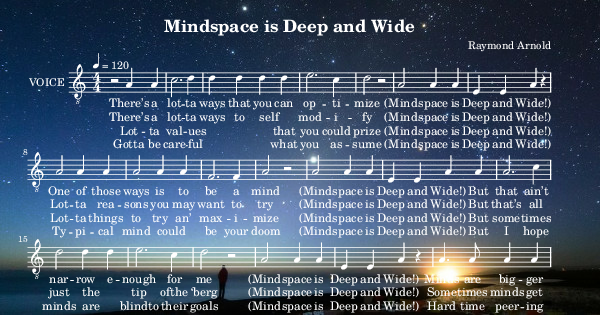 Mindspace is Deep and Wide
Raymond Arnold
= 120
VOICE
There's a lot-ta ways that you can op - ti - mize (Mindspace is Deep and Wide!)
There's a lot-ta ways to self mod - i - fy (Mindspace is Deep and Wide!)
Lot - ta val-ues that you could prize (Mindspace is Deep and Wide!)
Gotta be care-ful what you as-sume (Mindspace is Deep and Wide!)
8
One of those ways is to be a mind (Mindspace is Deep and Wide!) But that ain't
Lot-ta rea-sons you may want to try (Mindspace is Deep and Wide!) But that's all
Lot-ta things to try an' max-i-mize (Mindspace is Deep and Wide!) But sometimes
Ty-pi-cal mind could be your doom (Mindspace is Deep and Wide!) But I hope
15
nar-row e-nough for me (Mindspace is Deep and Wide!) Minds are big-ger
just the tip of the 'berg (Mindspace is Deep and Wide!) Sometimes minds get
minds are blind to their goals (Mindspace is Deep and Wide!) Hard time peer-ing